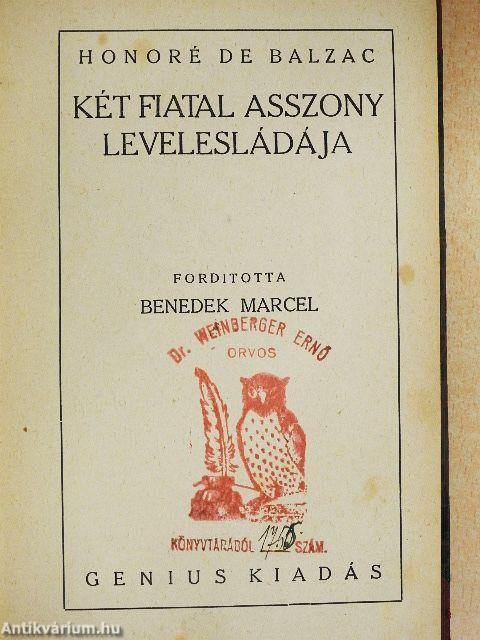 HONORÉ DE BALZAC
KÉT FIATAL ASSZONY
LEVELESLÁDÁJA
FORDITOTTA
BENEDEK MARCEL
Dr. WEINBERGER ERNŐ
ORVOS
KÖNYVTÁRÁBÓL SZÁM.
GENIUS KIADÁS
Antikvárium.hu